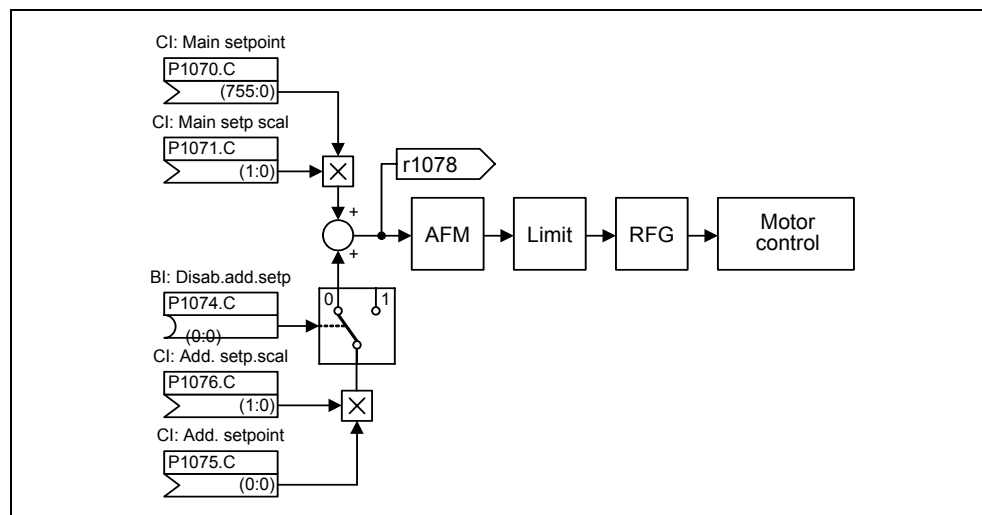 CI: Main setpoint
P1070.C
(755:0)
CI: Main setp scal
P1071.C
(1:0)
r1078
+
+
AFM
Limit
RFG
Motor
control
BI: Disab.add.setp
P1074.C
(0:0)
0
1
CI: Add. setp.scal
P1076.C
(1:0)
CI: Add. setpoint
P1075.C
(0:0)